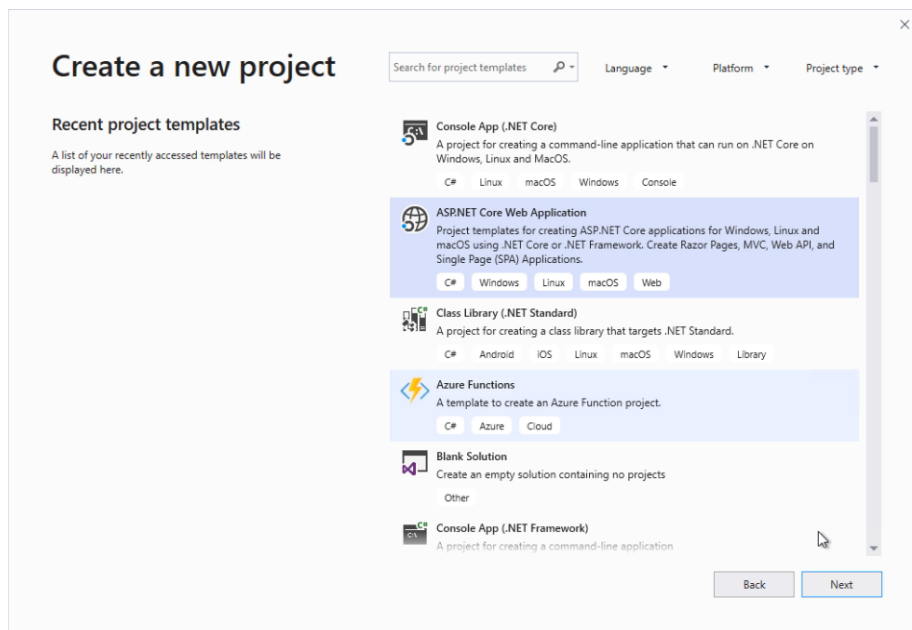 Create a new project
Search for project templates
Language
Platform
Project type
Recent project templates
A list of your recently accessed templates will be
displayed here.
Console App (.NET Core)
A project for creating a command-line application that can run on .NET Core on
Windows, Linux and MacOS.
C# Linux macOS Windows Console
ASP.NET Core Web Application
Project templates for creating ASP.NET Core applications for Windows, Linux and
macOS using .NET Core or .NET Framework. Create Razor Pages, MVC, Web API, and
Single Page (SPA) Applications.
C# Windows Linux macOS Web
Class Library (.NET Standard)
A project for creating a class library that targets .NET Standard.
C# Android iOS Linux macOS Windows Library
Azure Functions
A template to create an Azure Function project.
C# Azure Cloud
Blank Solution
Create an empty solution containing no projects
Other
Console App (.NET Framework)
A project for creating a command-line application
Back
Next